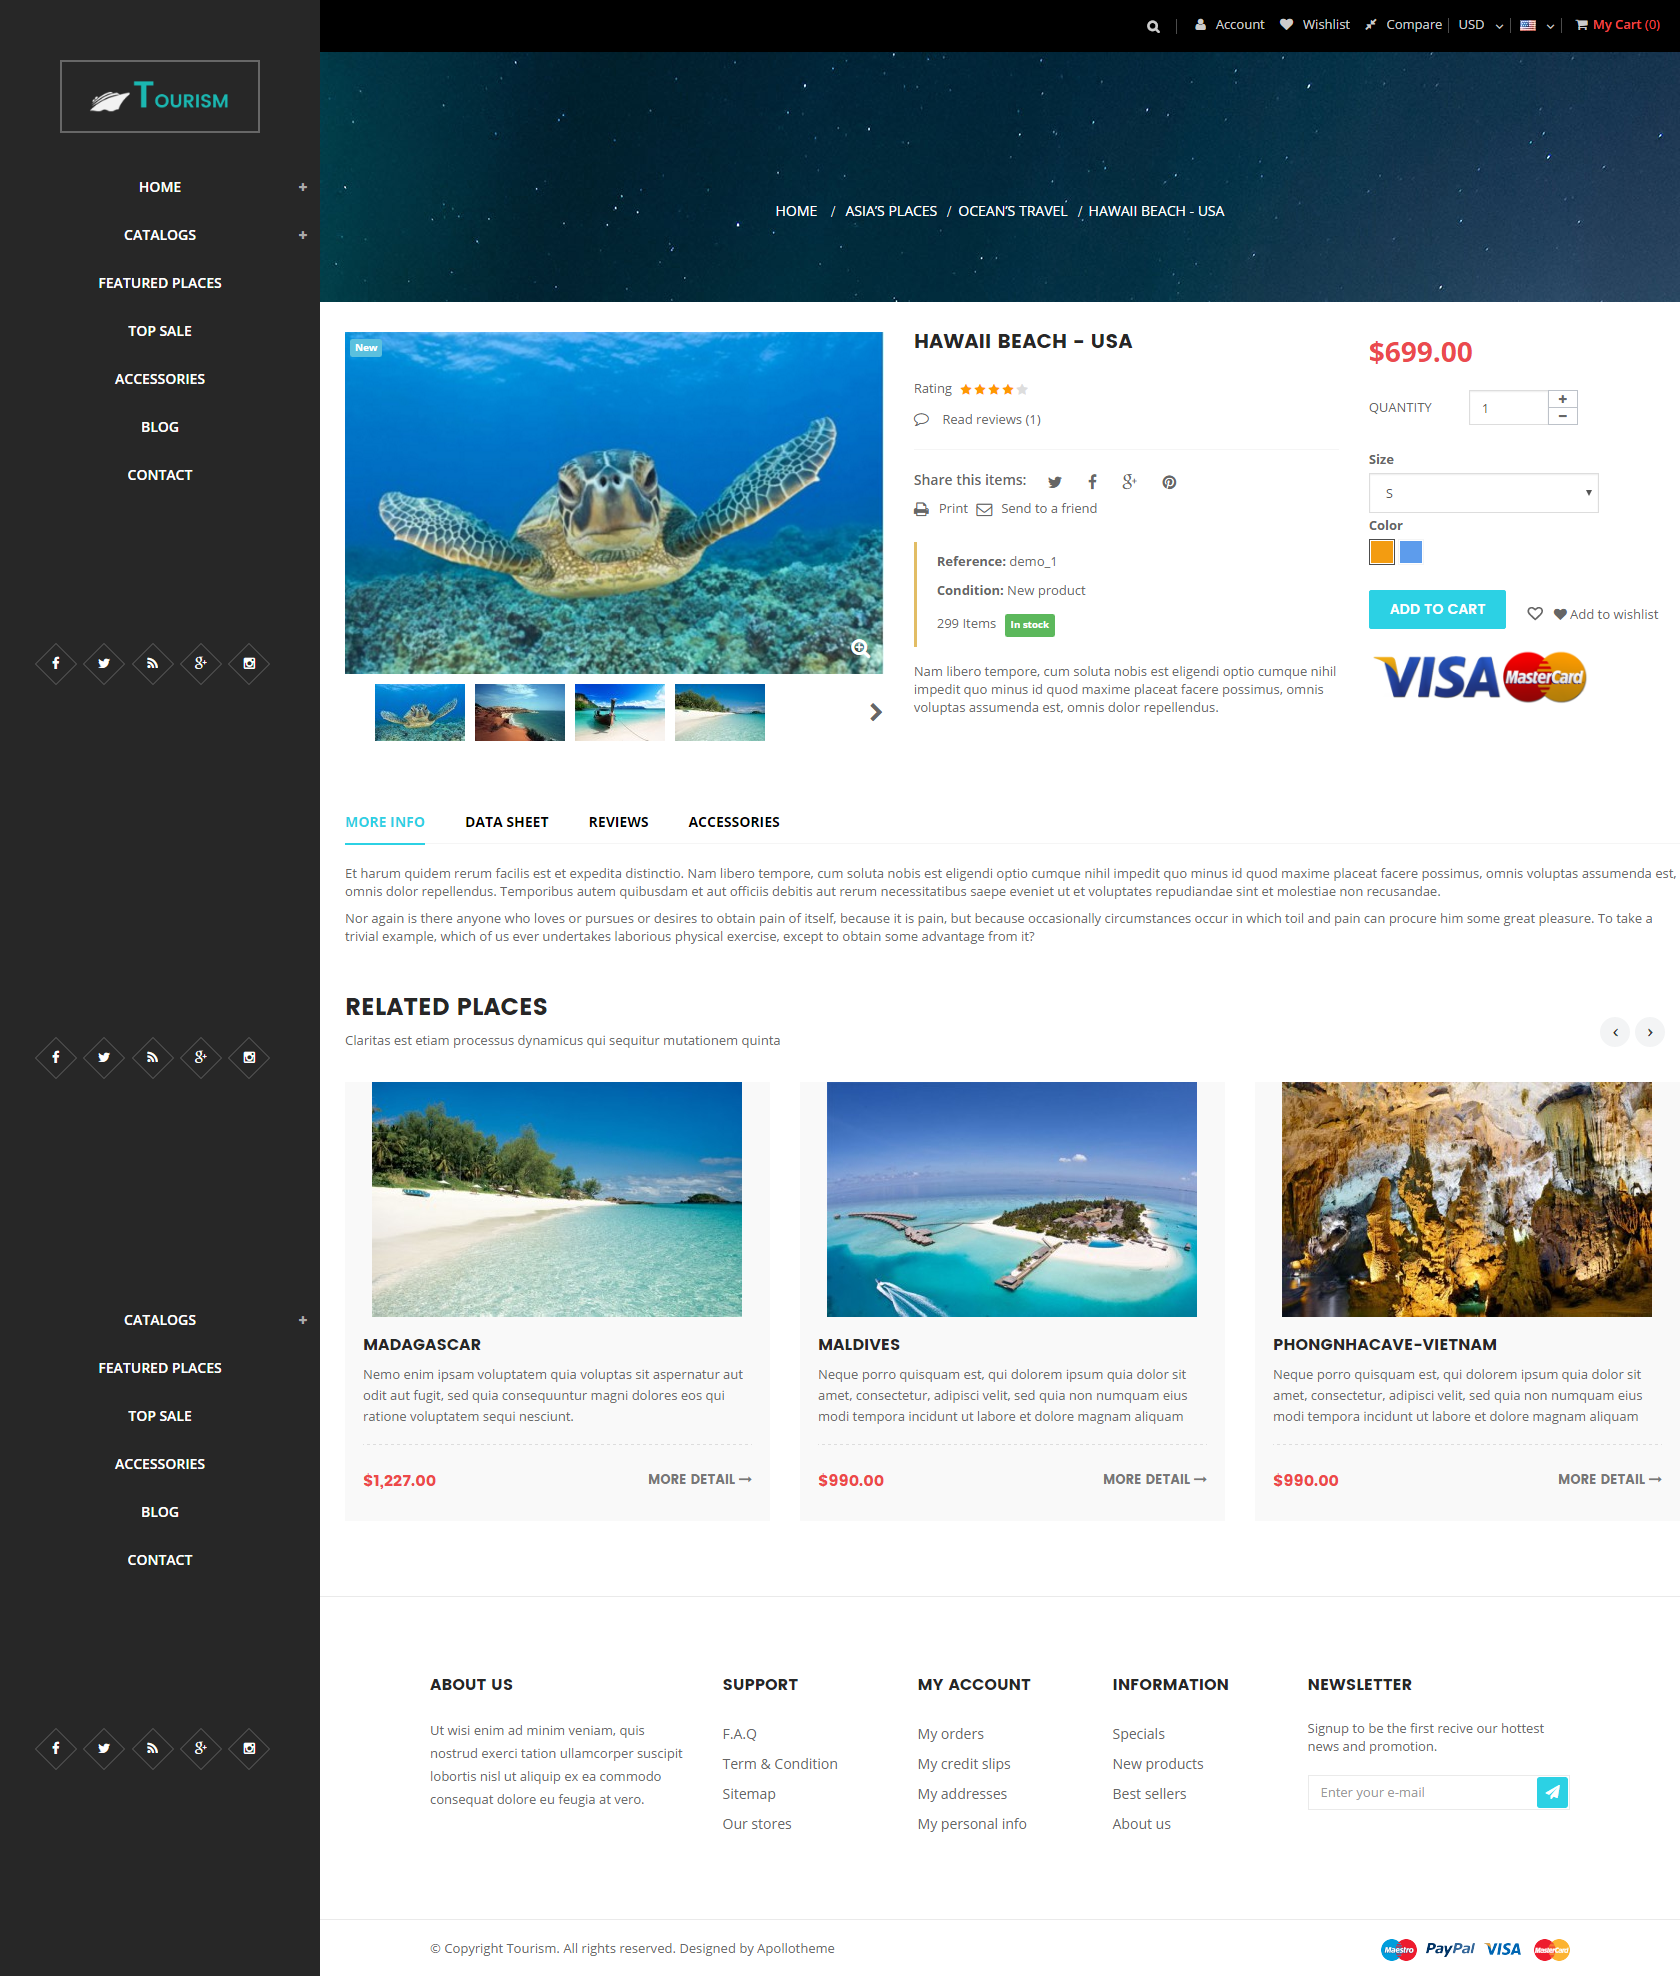 TOURISM
HOME
CATALOGS
FEATURED PLACES
TOP SALE
ACCESSORIES
BLOG
CONTACT
CATALOGS
FEATURED PLACES
TOP SALE
ACCESSORIES
BLOG
CONTACT
Account Wishlist Compare USD My Cart (0)
HOME / ASIA'S PLACES / OCEAN'S TRAVEL / HAWAII BEACH - USA
New
HAWAII BEACH - USA
Rating
Read reviews (1)
Share this items:
Print Send to a friend
Reference: demo_1
Condition: New product
299 Items In stock
Nam libero tempore, cum soluta nobis est eligendi optio cumque nihil
impedit quo minus id quod maxime placeat facere possimus, omnis
voluptas assumenda est, omnis dolor repellendus.
$699.00
QUANTITY 1
Size
S
Color
ADD TO CART Add to wishlist
VISA MasterCard
MORE INFO DATA SHEET REVIEWS ACCESSORIES
Et harum quidem rerum facilis est et expedita distinctio. Nam libero tempore, cum soluta nobis est eligendi optio cumque nihil impedit quo minus id quod maxime placeat facere possimus, omnis voluptas assumenda est,
omnis dolor repellendus. Temporibus autem quibusdam et aut officiis debitis aut rerum necessitatibus saepe eveniet ut et voluptates repudiandae sint et molestiae non recusandae.
Nor again is there anyone who loves or pursues or desires to obtain pain of itself, because it is pain, but because occasionally circumstances occur in which toil and pain can procure him some great pleasure. To take a
trivial example, which of us ever undertakes laborious physical exercise, except to obtain some advantage from it?
RELATED PLACES
Claritas est etiam processus dynamicus qui sequitur mutationem quinta
MADAGASCAR
Nemo enim ipsam voluptatem quia voluptas sit aspernatur aut
odit aut fugit, sed quia consequuntur magni dolores eos qui
ratione voluptatem sequi nesciunt.
$1,227.00 MORE DETAIL
MALDIVES
Neque porro quisquam est, qui dolorem ipsum quia dolor sit
amet, consectetur, adipisci velit, sed quia non numquam eius
modi tempora incidunt ut labore et dolore magnam aliquam
$990.00 MORE DETAIL
PHONGNHACAVE-VIETNAM
Neque porro quisquam est, qui dolorem ipsum quia dolor sit
amet, consectetur, adipisci velit, sed quia non numquam eius
modi tempora incidunt ut labore et dolore magnam aliquam
$990.00 MORE DETAIL
ABOUT US
Ut wisi enim ad minim veniam, quis
nostrud exerci tation ullamcorper suscipit
lobortis nisl ut aliquip ex ea commodo
consequat dolore eu feugia at vero.
SUPPORT
F.A.Q
Term & Condition
Sitemap
Our stores
MY ACCOUNT
My orders
My credit slips
My addresses
My personal info
INFORMATION
Specials
New products
Best sellers
About us
NEWSLETTER
Signup to be the first recive our hottest
news and promotion.
Enter your e-mail
© Copyright Tourism. All rights reserved. Designed by Apollotheme
Maestro PayPal VISA MasterCard